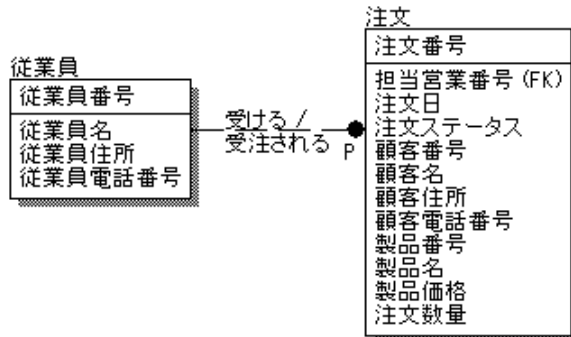 従業員
従業員番号
従業員名
従業員住所
従業員電話番号
受ける /
受注される
P
注文
注文番号
担当営業番号 (FK)
注文日
注文ステータス
顧客番号
顧客名
顧客住所
顧客電話番号
製品番号
製品名
製品価格
注文数量